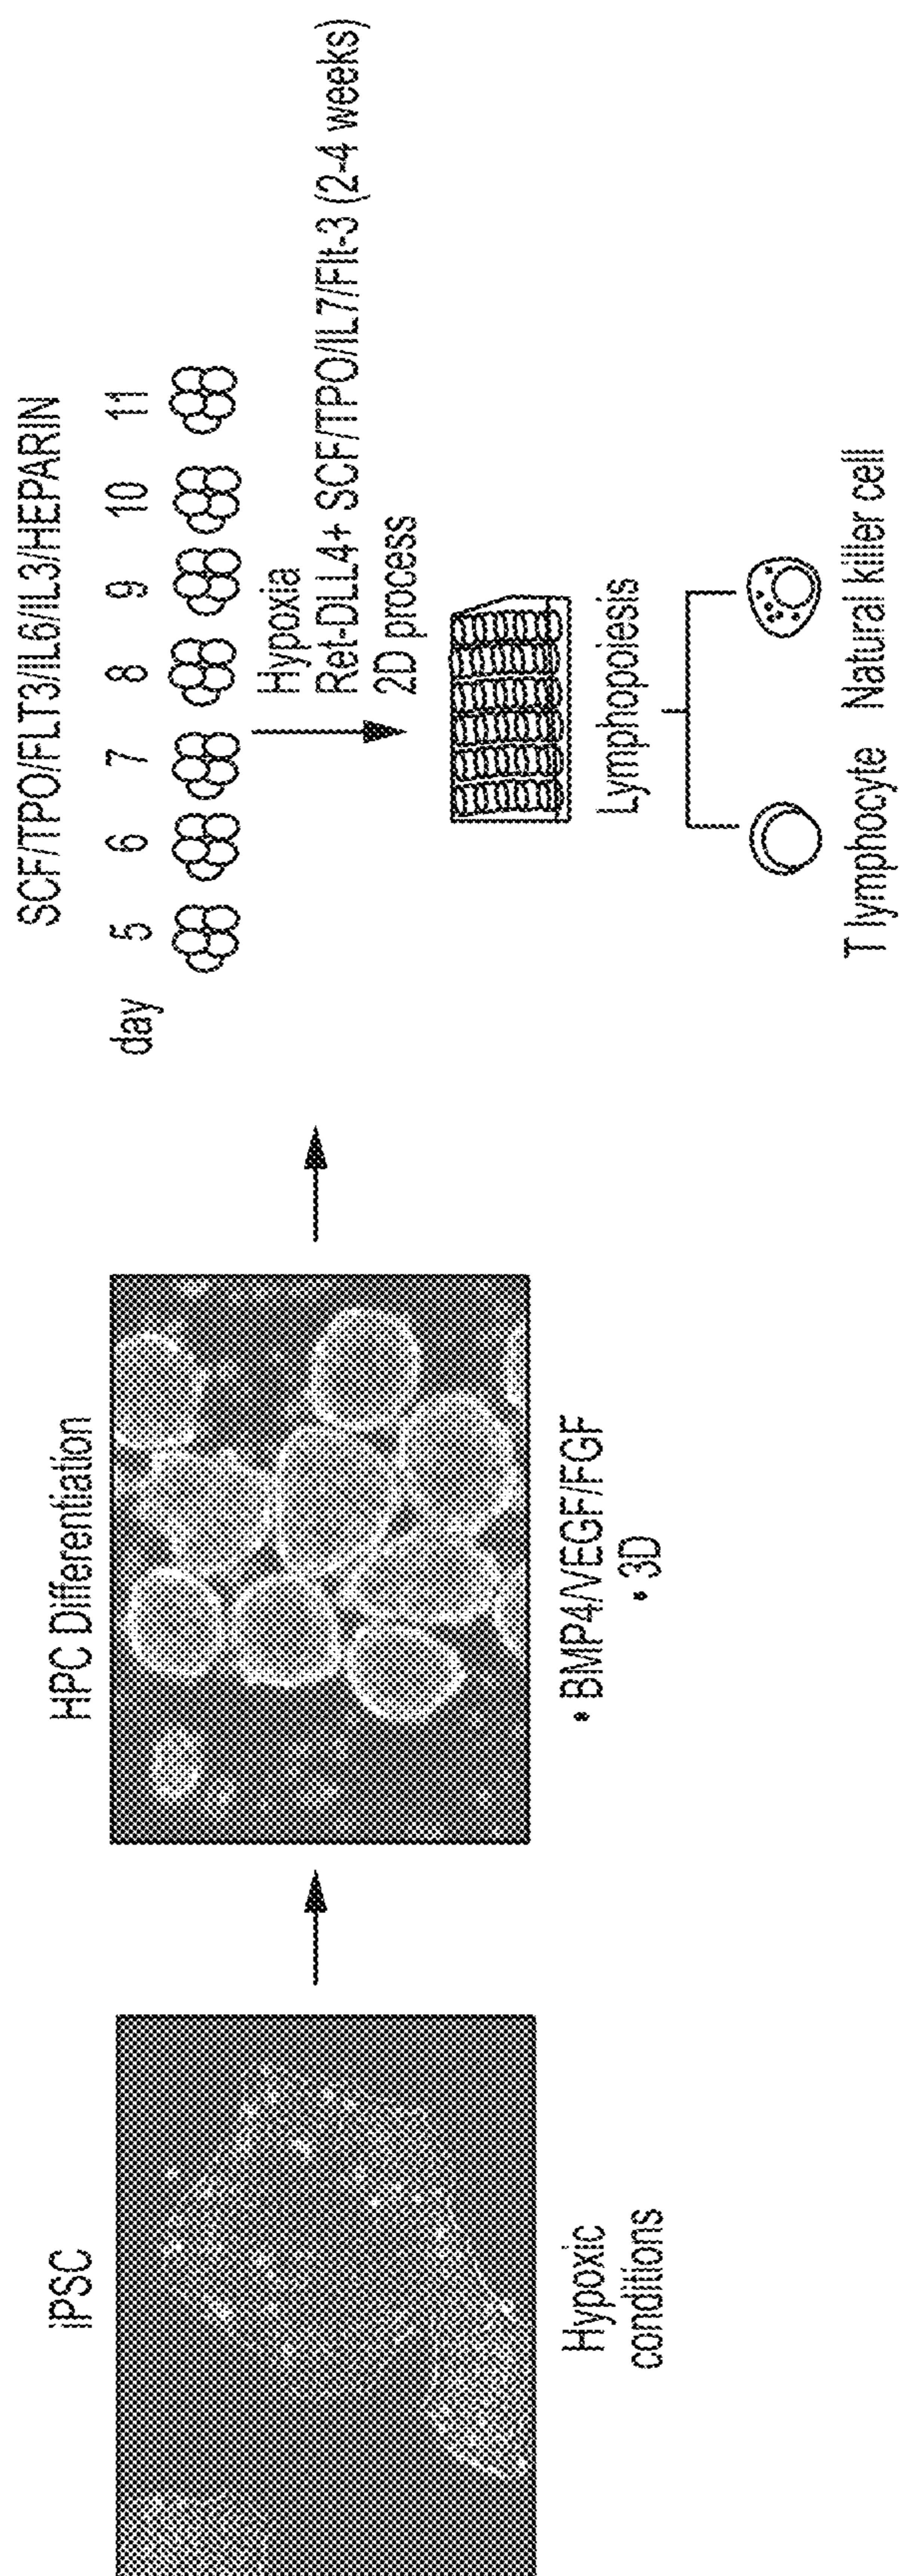 iPSC
Hypoxic
conditions
HPC Differentiation
• BMP4/VEGF/FGF
• 3D
SCF/TPO/FLT3/IL6/IL3/HEPARIN
day 5 6 7 8 9 10 11
Hypoxia
Ret-DLL4+ SCF/TPO/IL7/Flt-3 (2-4 weeks)
2D process
Lymphopoiesis
T lymphocyte Natural killer cell